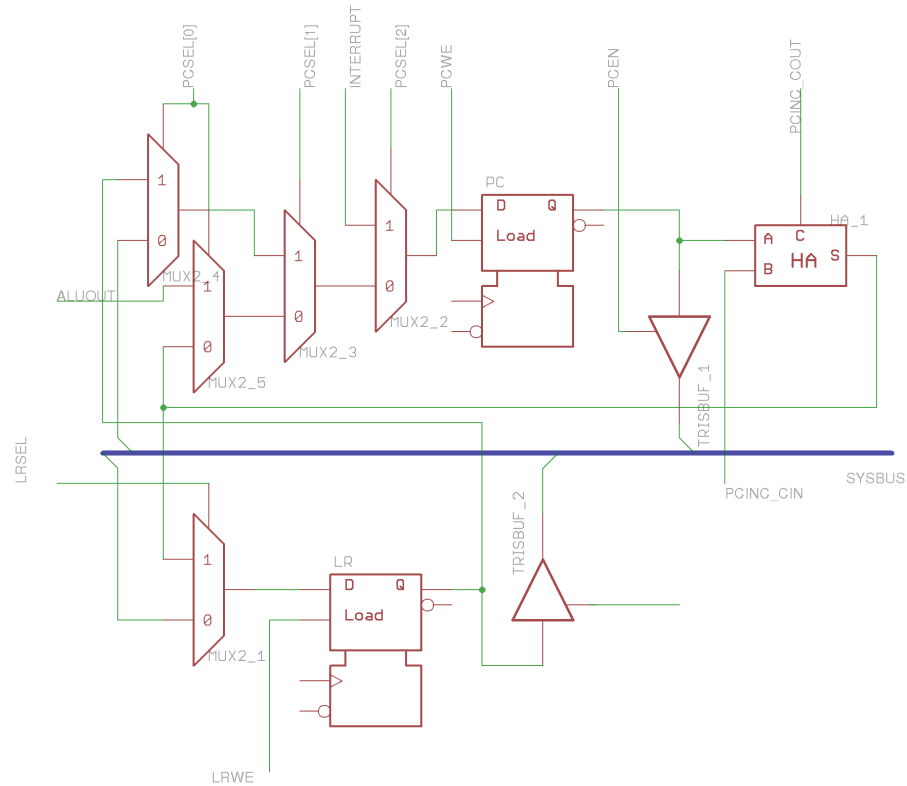 PCSEL[0]
PCSEL[1]
INTERRUPT
PCSEL[2]
PCWE
PCEN
PCINC_COUT
1
0
MUX2_4
ALUOUT
1
0
MUX2_5
1
0
MUX2_3
1
0
MUX2_2
PC
D Q
Load
HA_1
A C
B HA S
TRISBUF_1
LRSEL
PCINC_CIN
SYSBUS
TRISBUF_2
1
0
MUX2_1
LR
D Q
Load
LRWE